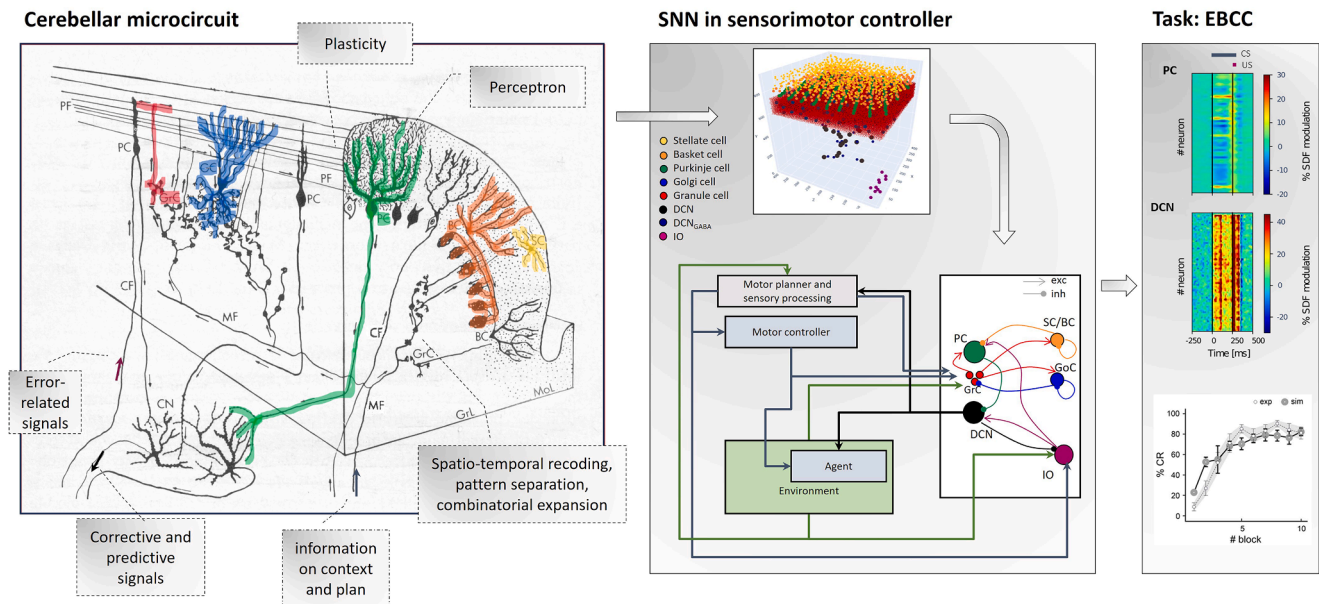 Cerebellar microcircuit
SNN in sensorimotor controller
Task: EBCC
Plasticity
Perceptron
PF
PF
PC
GrC
GC
PC
PF
PC
BC
SC
CF
MF
CF
GrC
BC
MoL
GrL
MF
CN
Error-
related
signals
Corrective and
predictive
signals
information
on context
and plan
Spatio-temporal recoding,
pattern separation,
combinatorial expansion
Stellate cell
Basket cell
Purkinje cell
Golgi cell
Granule cell
DCN
DCN_GABA
IO
Motor planner and
sensory processing
Motor controller
Agent
Environment
exc
inh
PC
SC/BC
GrC
GoC
DCN
IO
CS
US
PC
#neuron
30
20
10
0
-10
-20
% SDF modulation
DCN
#neuron
40
20
0
-20
% SDF modulation
-250 0 250 500
Time [ms]
exp sim
% CR
100
80
60
40
20
0
5 10
# block